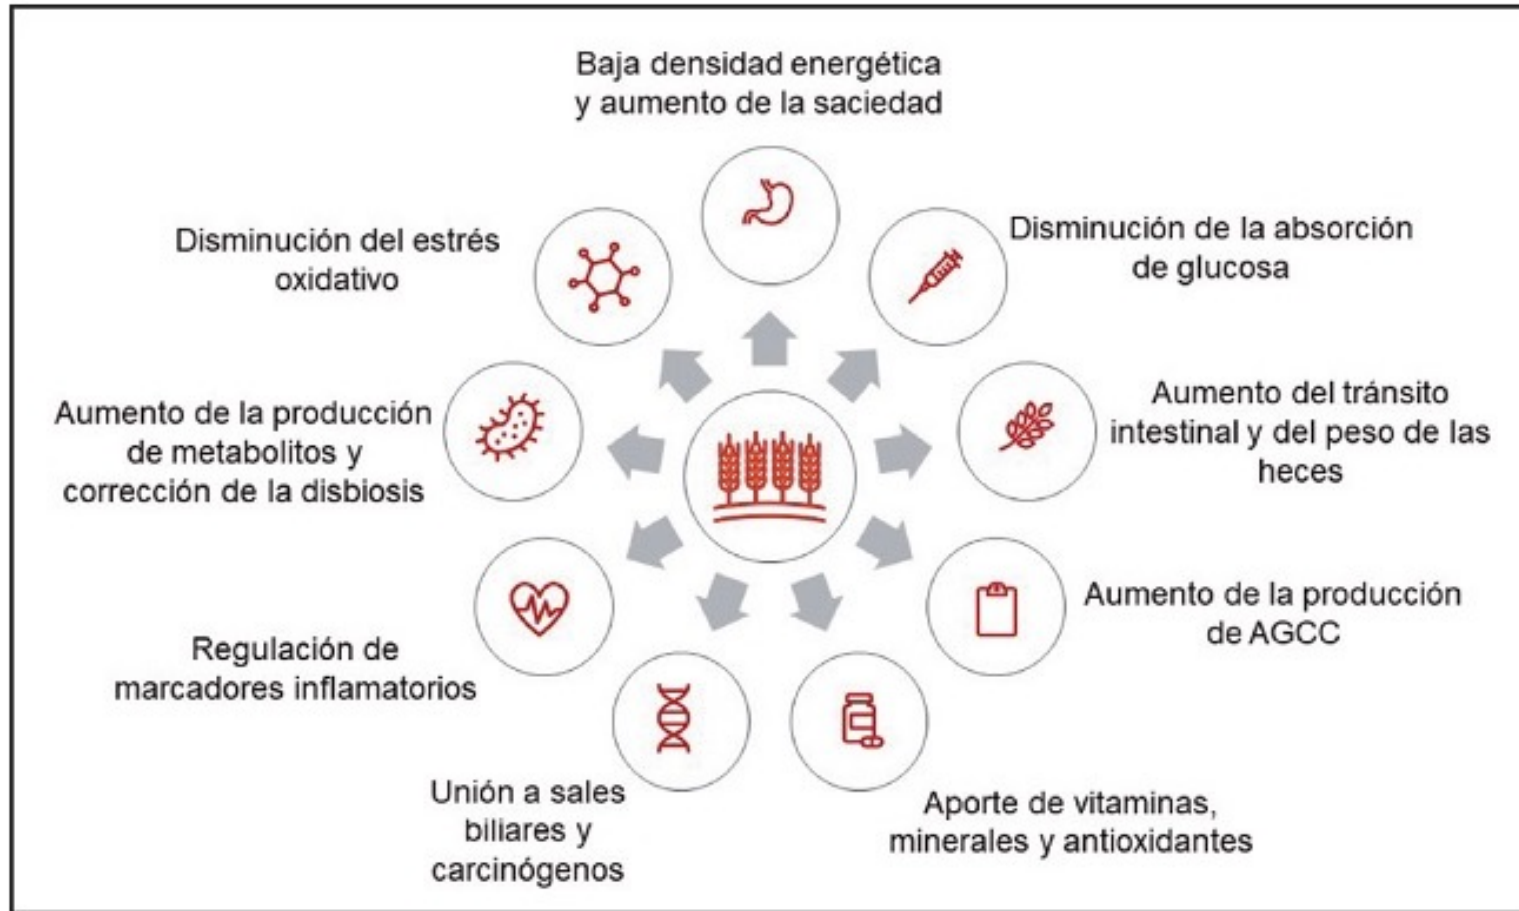 Baja densidad energética
y aumento de la saciedad
Disminución de la absorción
de glucosa
Aumento del tránsito
intestinal y del peso de las
heces
Aumento de la producción
de AGCC
Aporte de vitaminas,
minerales y antioxidantes
Unión a sales
biliares y
carcinógenos
Regulación de
marcadores inflamatorios
Aumento de la producción
de metabolitos y
corrección de la disbiosis
Disminución del estrés
oxidativo